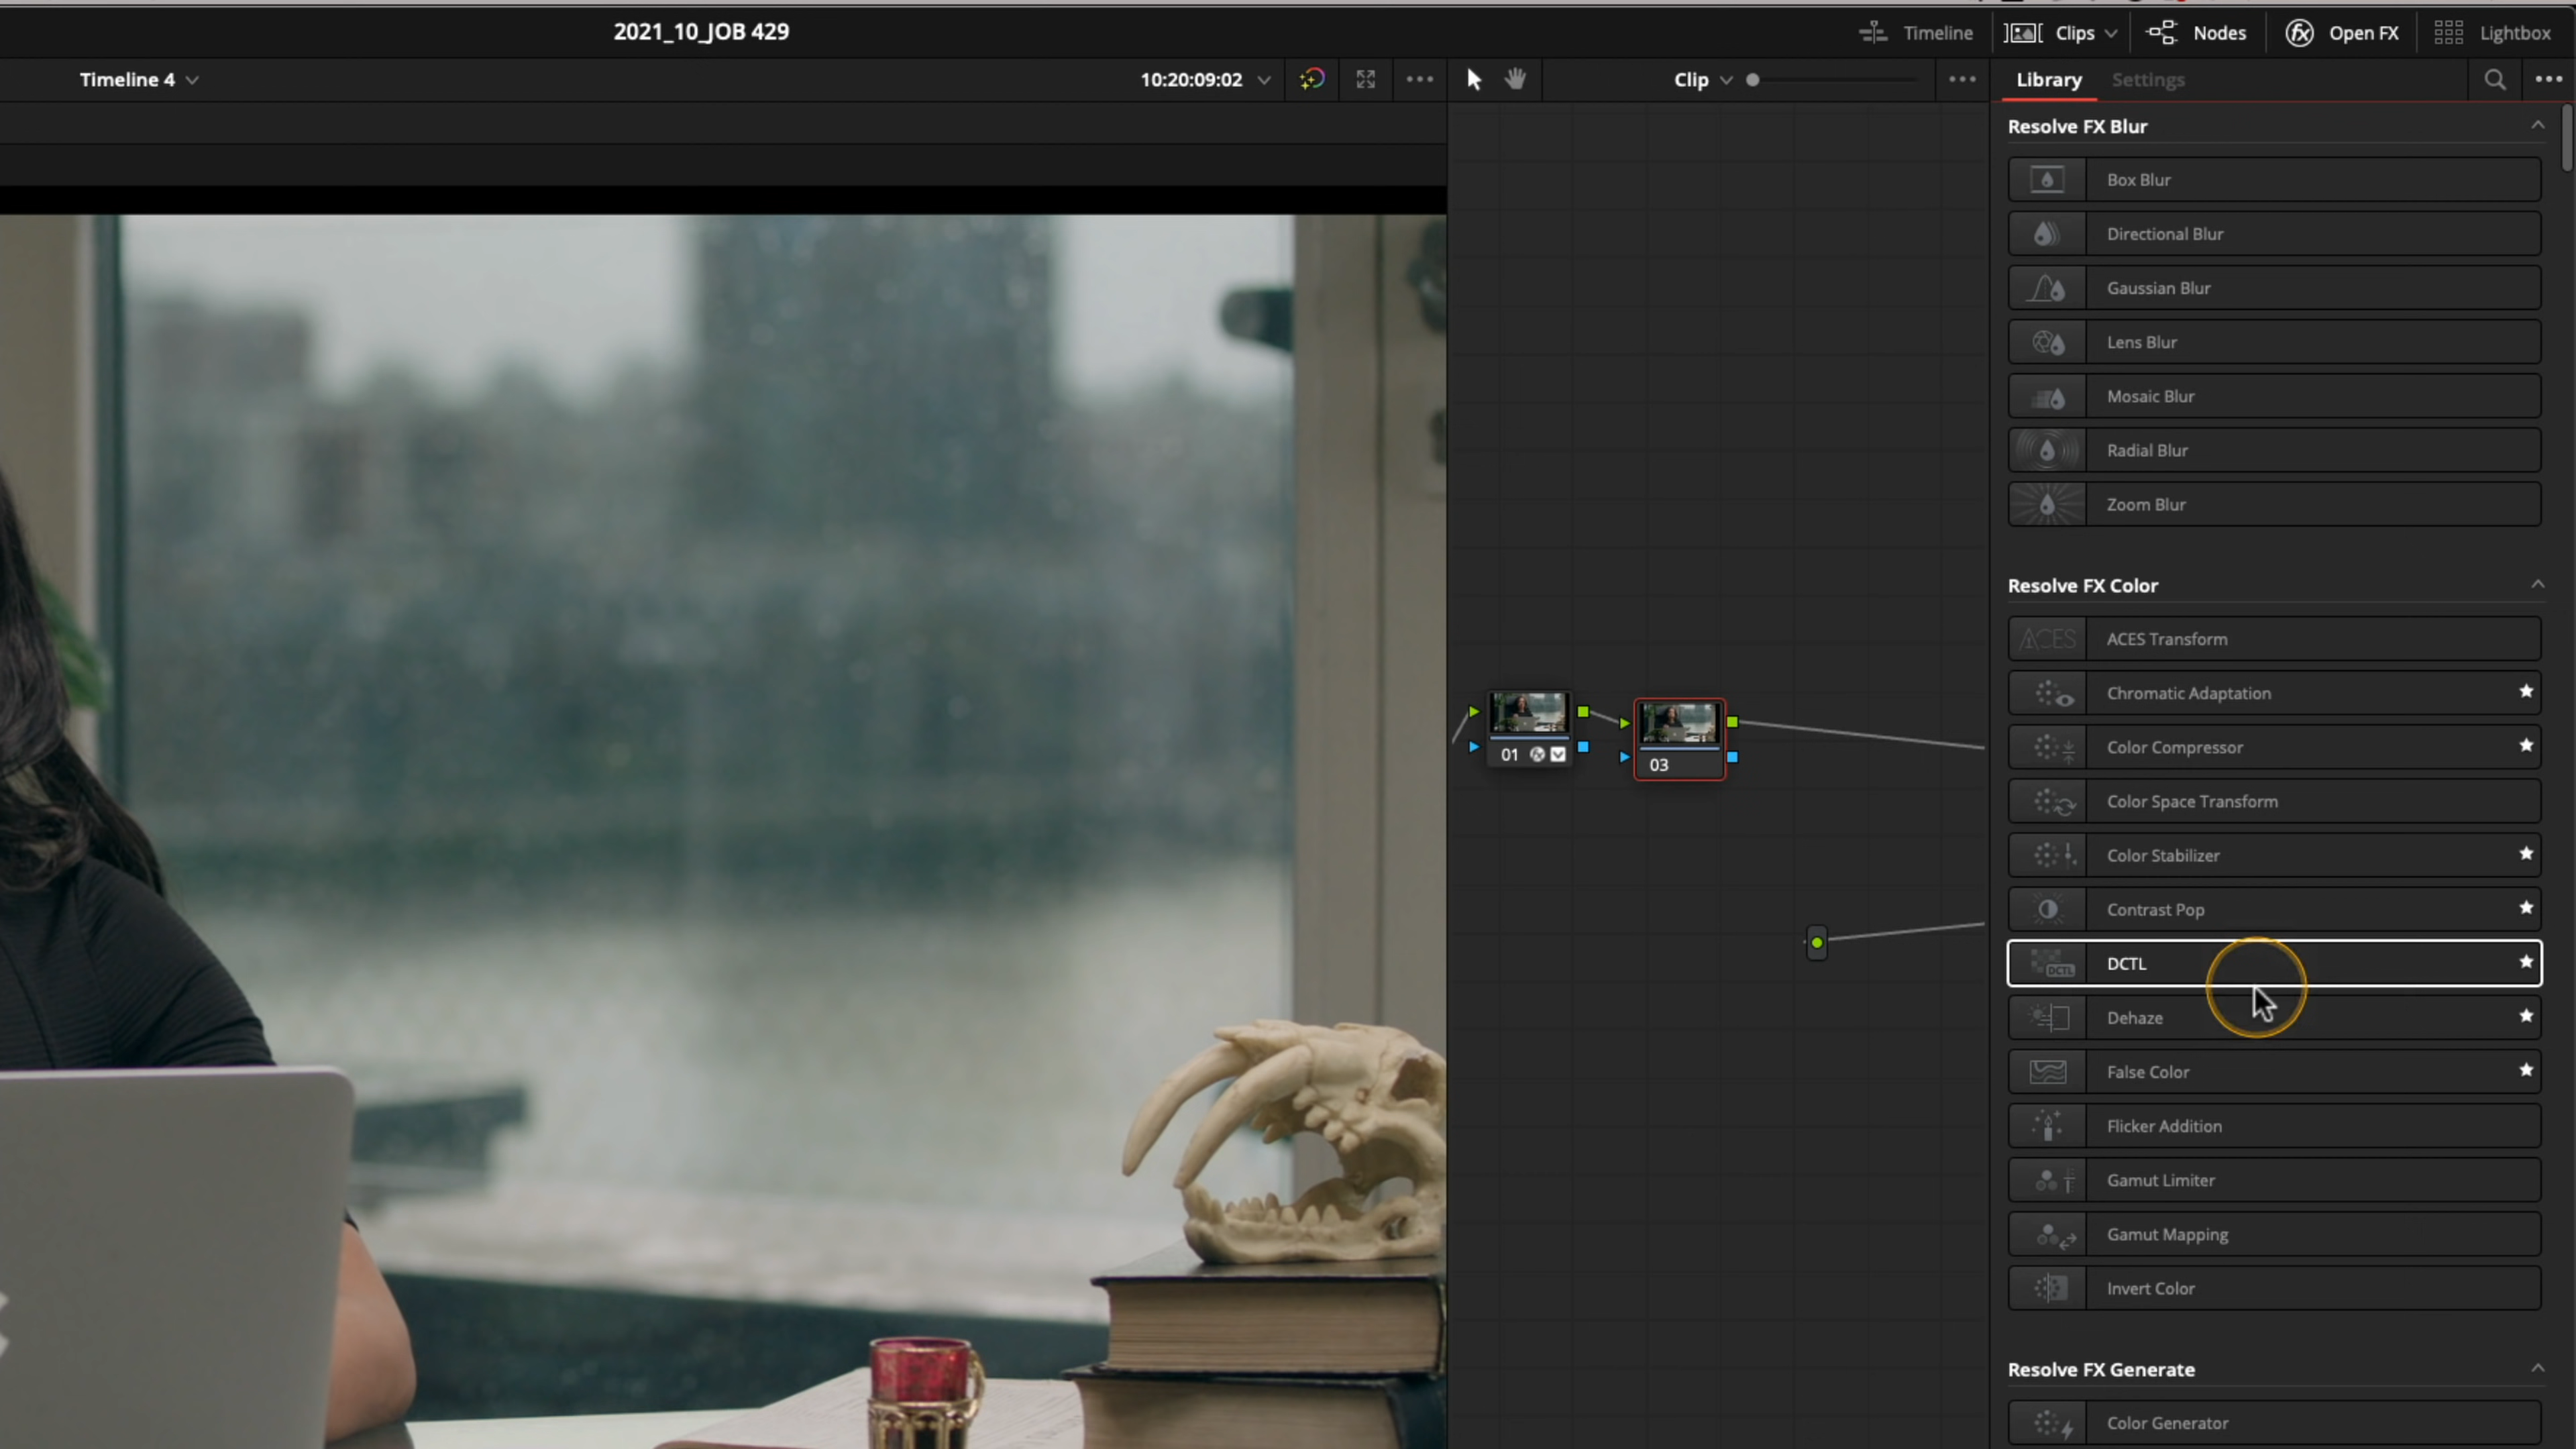 2021_10_JOB 429
Timeline
Clips
Nodes
Open FX
Lightbox
Timeline 4
10:20:09:02
Clip
Library
Settings
Resolve FX Blur
Box Blur
Directional Blur
Gaussian Blur
Lens Blur
Mosaic Blur
Radial Blur
Zoom Blur
Resolve FX Color
ACES
ACES Transform
Chromatic Adaptation
Color Compressor
Color Space Transform
Color Stabilizer
Contrast Pop
DCTL
DCTL
Dehaze
False Color
Flicker Addition
Gamut Limiter
Gamut Mapping
Invert Color
Resolve FX Generate
Color Generator
01
03